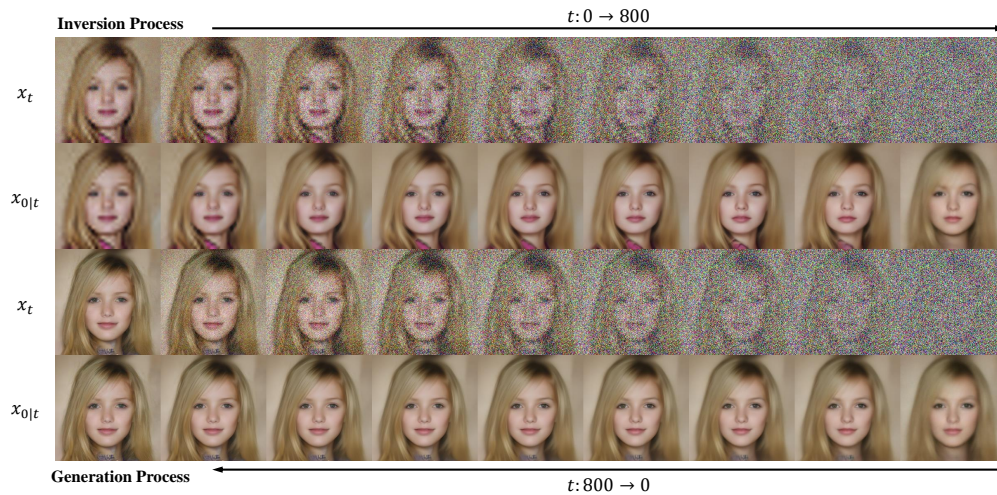 Inversion Process
t: 0 → 800
x_t
x_{0|t}
x_t
x_{0|t}
Generation Process
t: 800 → 0